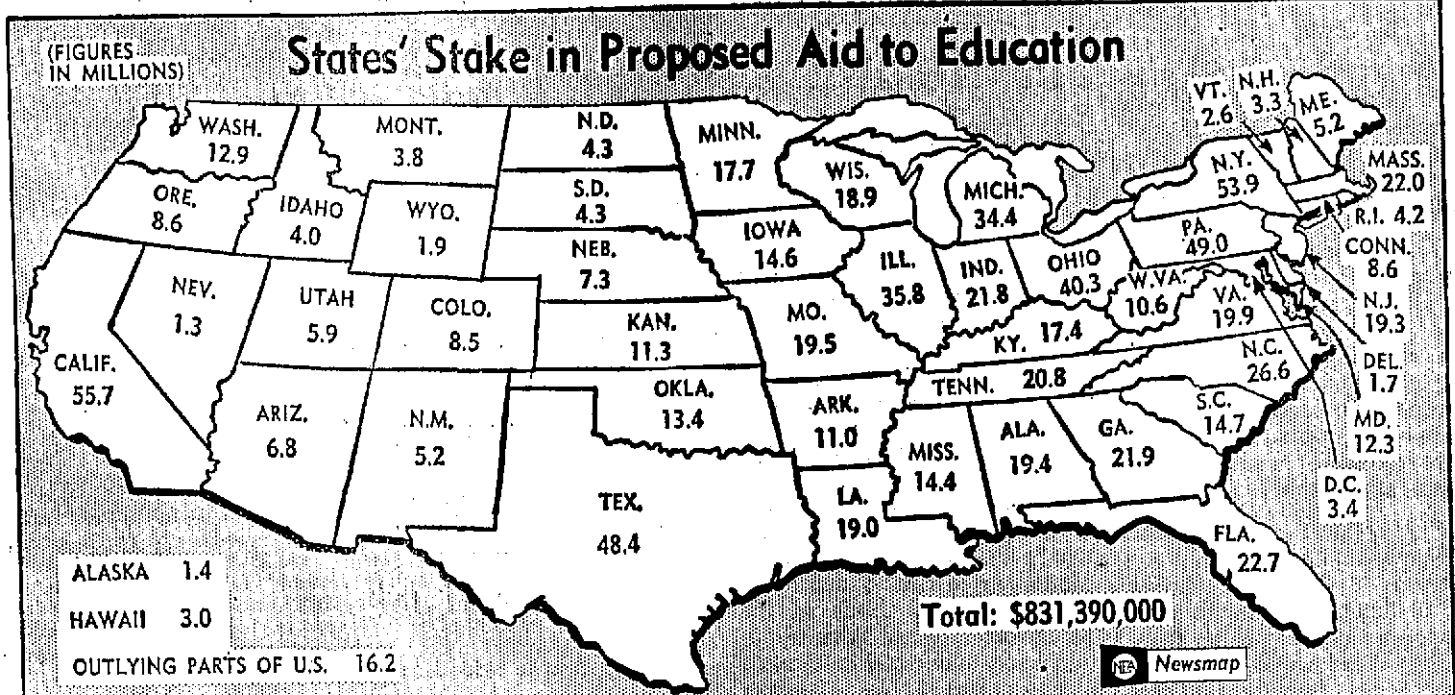 (FIGURES
IN MILLIONS)
States' Stake in Proposed Aid to Education
WASH.
12.9
MONT.
3.8
N.D.
4.3
MINN.
17.7
VT.
2.6
N.H.
3.3
ME.
5.2
ORE.
8.6
IDAHO
4.0
WYO.
1.9
S.D.
4.3
WIS.
18.9
MICH.
34.4
N.Y.
53.9
MASS.
22.0
R.I. 4.2
CONN.
8.6
NEV.
1.3
UTAH
5.9
COLO.
8.5
NEB.
7.3
IOWA
14.6
ILL.
35.8
IND.
21.8
OHIO
40.3
PA.
49.0
W.VA.
10.6
VA.
19.9
N.J.
19.3
CALIF.
55.7
KAN.
11.3
MO.
19.5
KY. 17.4
DEL.
1.7
ARIZ.
6.8
N.M.
5.2
OKLA.
13.4
ARK.
11.0
TENN. 20.8
N.C.
26.6
S.C.
14.7
MD.
12.3
TEX.
48.4
LA.
19.0
MISS.
14.4
ALA.
19.4
GA.
21.9
D.C.
3.4
FLA.
22.7
ALASKA 1.4
HAWAII 3.0
OUTLYING PARTS OF U.S. 16.2
Total: $831,390,000
NEA Newsmap